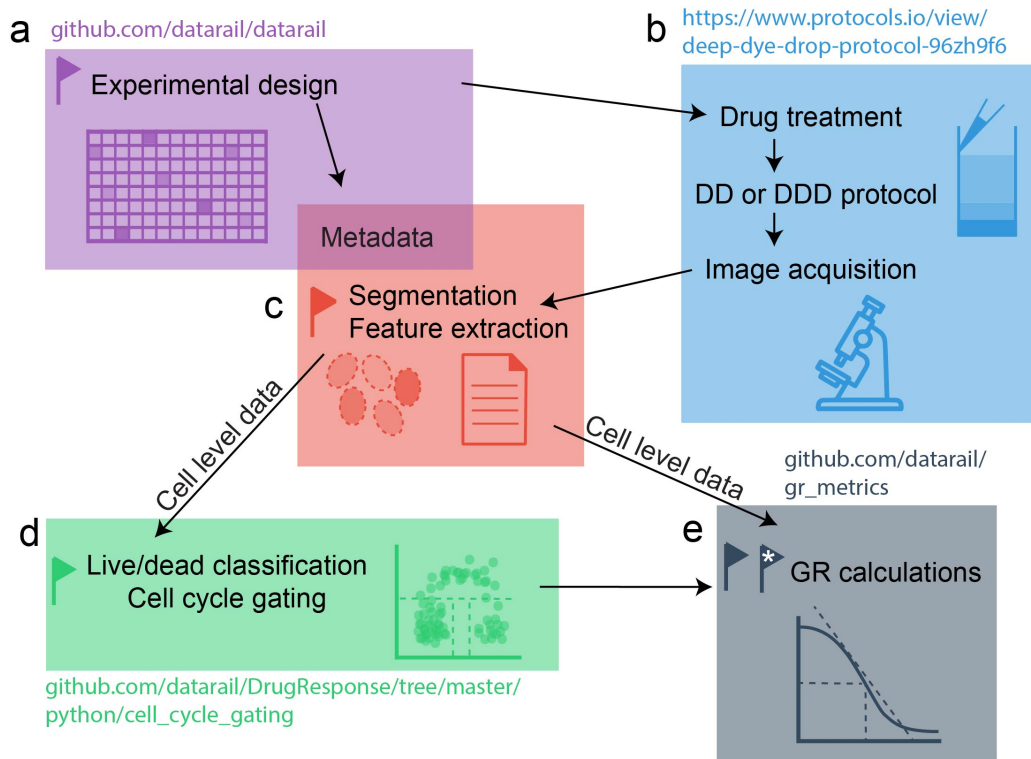 a
github.com/datarail/datarail
Experimental design
Metadata
b
https://www.protocols.io/view/
deep-dye-drop-protocol-96zh9f6
Drug treatment
DD or DDD protocol
Image acquisition
c
Segmentation
Feature extraction
Cell level data
Cell level data
d
Live/dead classification
Cell cycle gating
github.com/datarail/DrugResponse/tree/master/
python/cell_cycle_gating
github.com/datarail/
gr_metrics
e
*
GR calculations